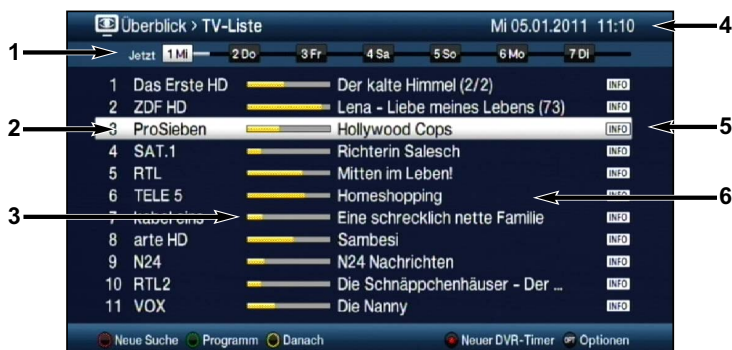 Überblick > TV-Liste Mi 05.01.2011 11:10 4
1 Jetzt 1 Mi 2 Do 3 Fr 4 Sa 5 So 6 Mo 7 Di
1 Das Erste HD Der kalte Himmel (2/2) INFO
2 ZDF HD Lena - Liebe meines Lebens (73) INFO
2 3 ProSieben Hollywood Cops INFO 5
4 SAT.1 Richterin Salesch INFO
5 RTL Mitten im Leben! INFO
6 TELE 5 Homeshopping INFO 6
3 7 kabel eins Eine schrecklich nette Familie INFO
8 arte HD Sambesi INFO
9 N24 N24 Nachrichten INFO
10 RTL2 Die Schnäppchenhäuser - Der ... INFO
11 VOX Die Nanny INFO
Neue Suche Programm Danach Neuer DVR-Timer OPT Optionen